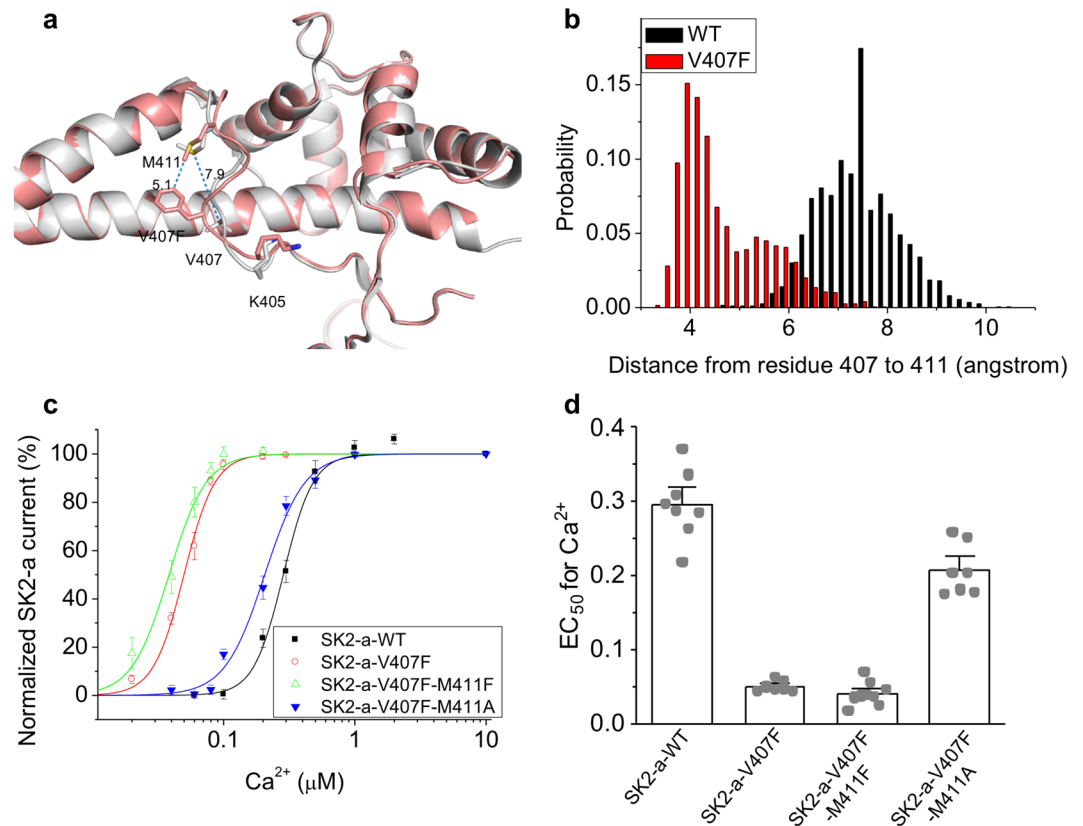 a
M411
5.1
7.9
V407F
V407
K405
b
WT
V407F
Probability
0.15
0.10
0.05
0.00
4
6
8
10
Distance from residue 407 to 411 (angstrom)
c
Normalized SK2-a current (%)
100
80
60
40
20
0
SK2-a-WT
SK2-a-V407F
SK2-a-V407F-M411F
SK2-a-V407F-M411A
0.1
1
10
Ca²⁺ (μM)
d
EC₅₀ for Ca²⁺
0.4
0.3
0.2
0.1
0.0
SK2-a-WT
SK2-a-V407F
SK2-a-V407F
-M411F
SK2-a-V407F
-M411A